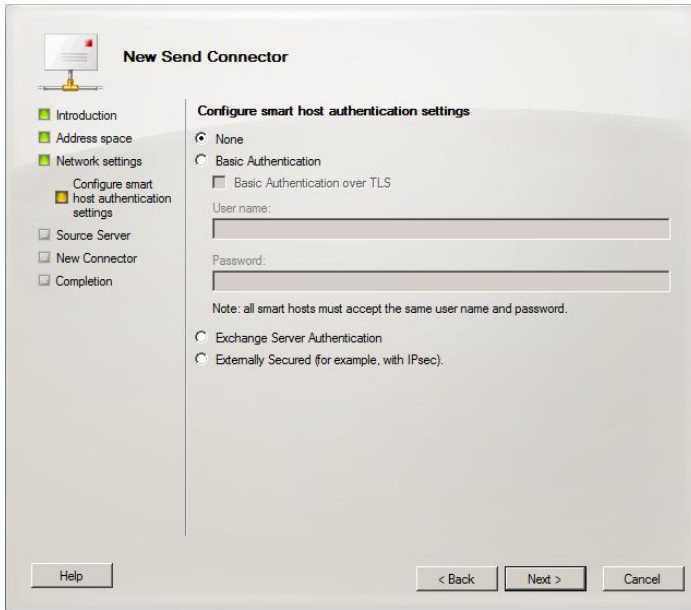 New Send Connector
Introduction
Address space
Network settings
Configure smart
host authentication
settings
Source Server
New Connector
Completion
Configure smart host authentication settings
None
Basic Authentication
Basic Authentication over TLS
User name:
Password:
Note: all smart hosts must accept the same user name and password.
Exchange Server Authentication
Externally Secured (for example, with IPsec).
Help
< Back
Next >
Cancel